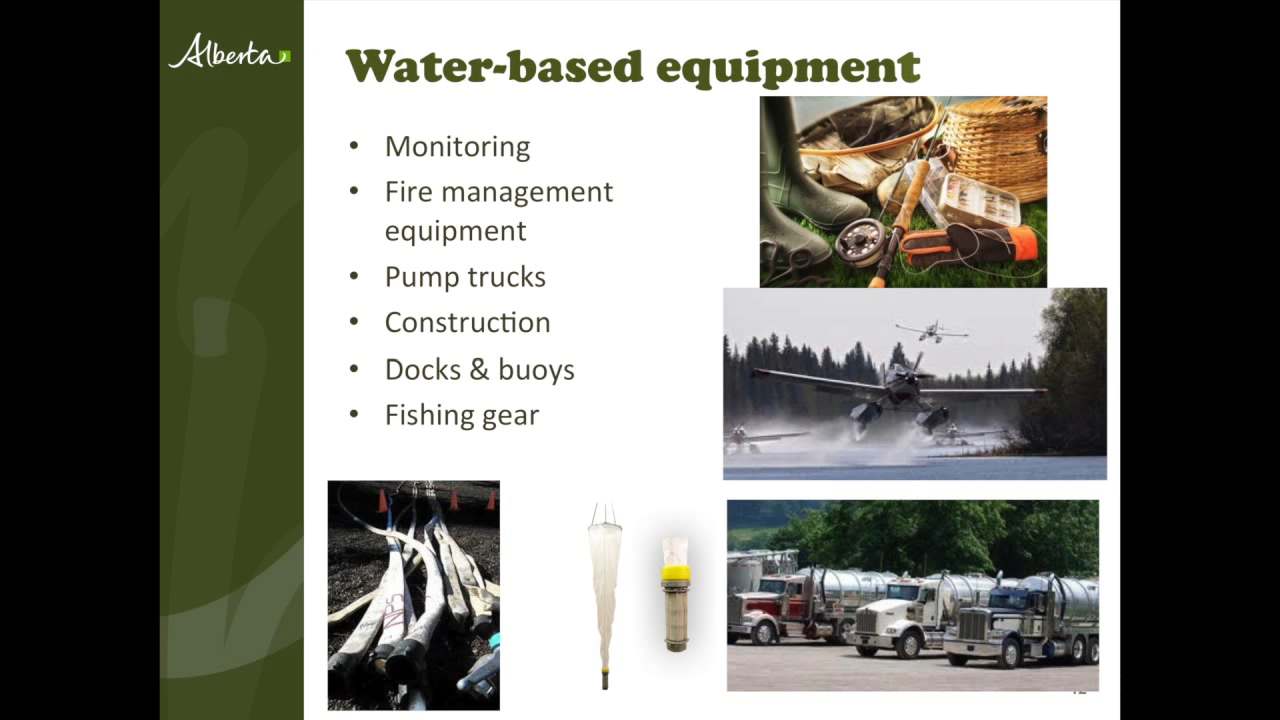 Alberta
Water-based equipment
• Monitoring
• Fire management
equipment
• Pump trucks
• Construction
• Docks & buoys
• Fishing gear